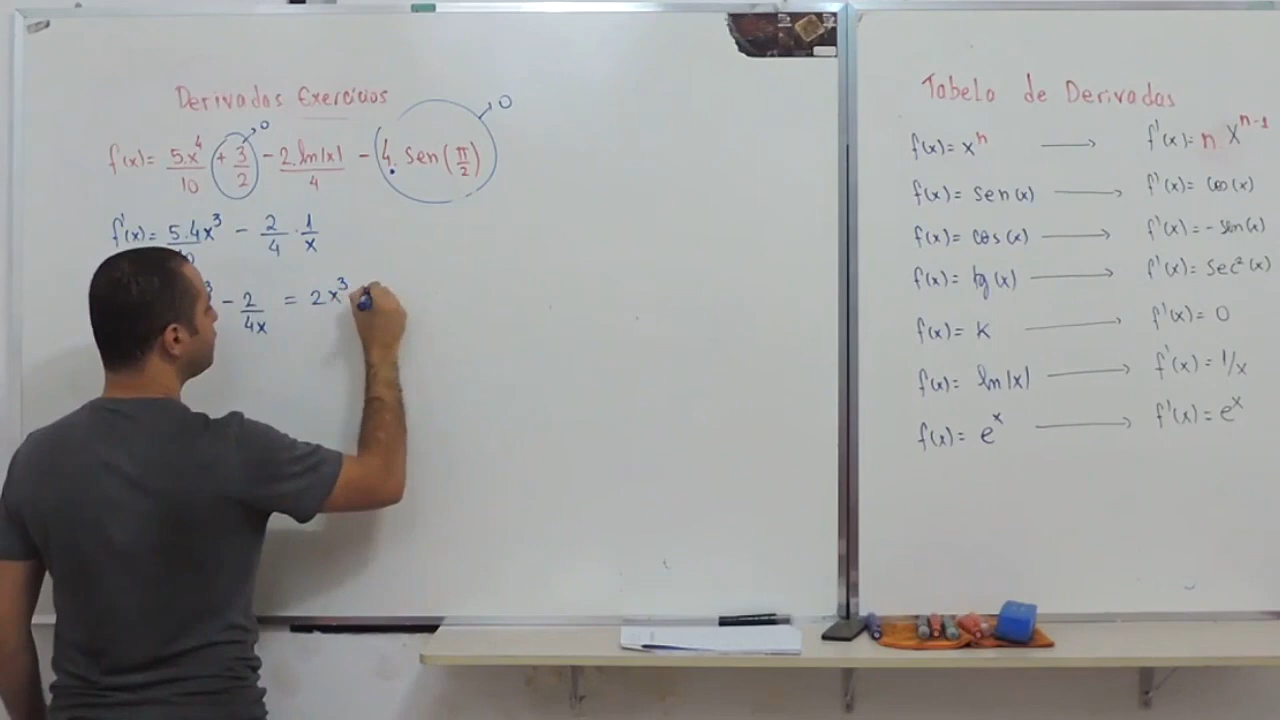 Derivadas Exercícios
f(x) = 5.x⁴/10 + 3/2 - 2.ln|x|/4 - (4. sen(π/2))
0
0
f'(x) = 5.4x³ - 2/4 . 1/x
- 2/4x = 2x³
Tabela de Derivadas
f(x) = xⁿ → f'(x) = n.xⁿ⁻¹
f(x) = sen(x) → f'(x) = cos(x)
f(x) = cos(x) → f'(x) = -sen(x)
f(x) = tg(x) → f'(x) = sec²(x)
f(x) = K → f'(x) = 0
f(x) = ln|x| → f'(x) = 1/x
f(x) = eˣ → f'(x) = eˣ